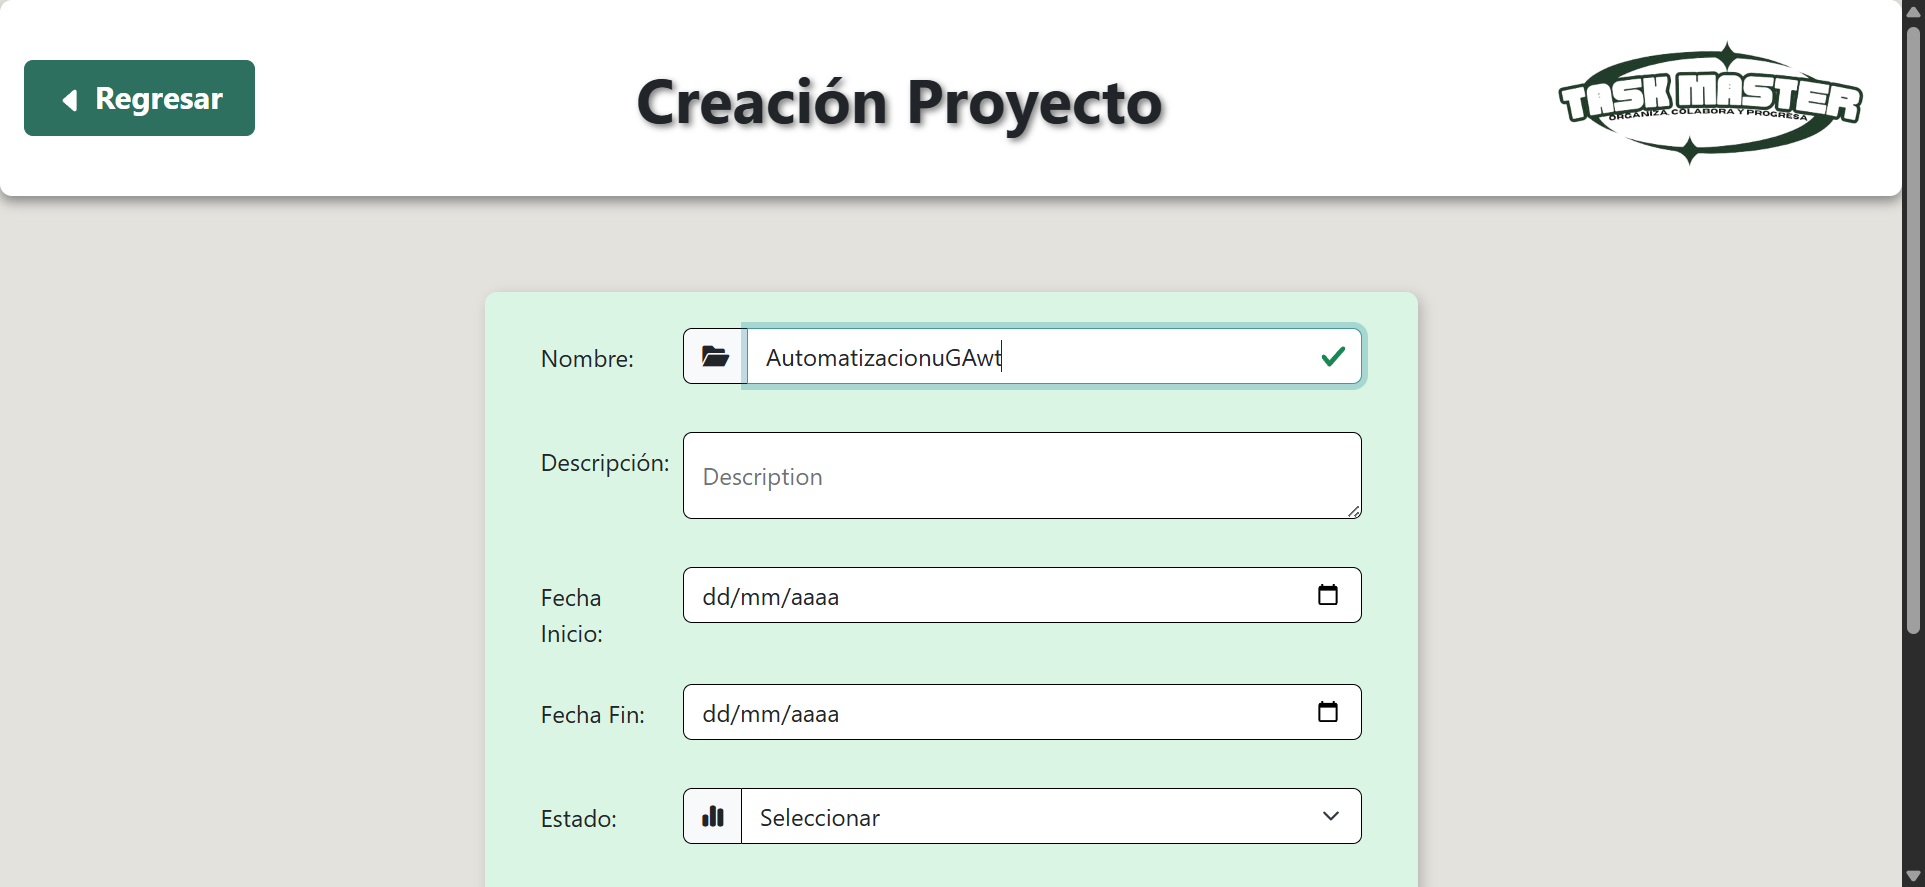 Regresar
Creación Proyecto
TASK MASTER
ORGANIZA, COLABORA Y PROGRESA
Nombre:
AutomatizacionuGAwt
Descripción:
Description
Fecha
Inicio:
dd/mm/aaaa
Fecha Fin:
dd/mm/aaaa
Estado:
Seleccionar